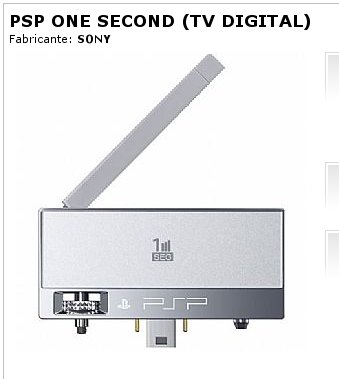 PSP ONE SECOND (TV DIGITAL)
Fabricante: SONY
1
SEG
PSP